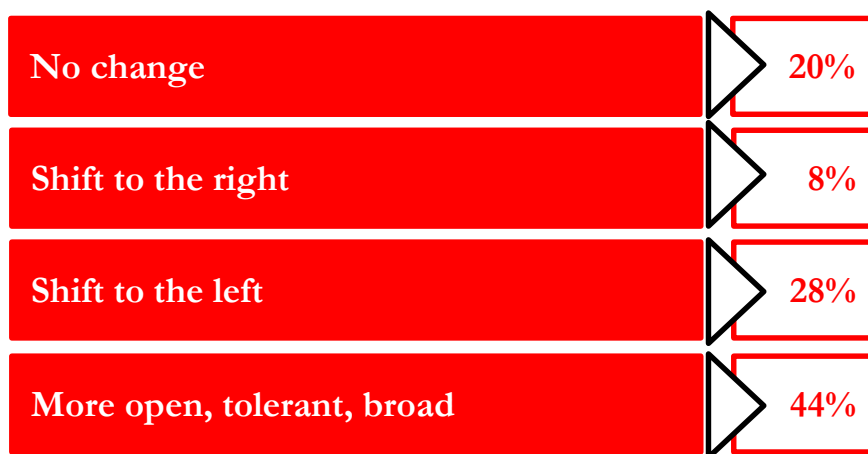 No change 20%
Shift to the right 8%
Shift to the left 28%
More open, tolerant, broad 44%